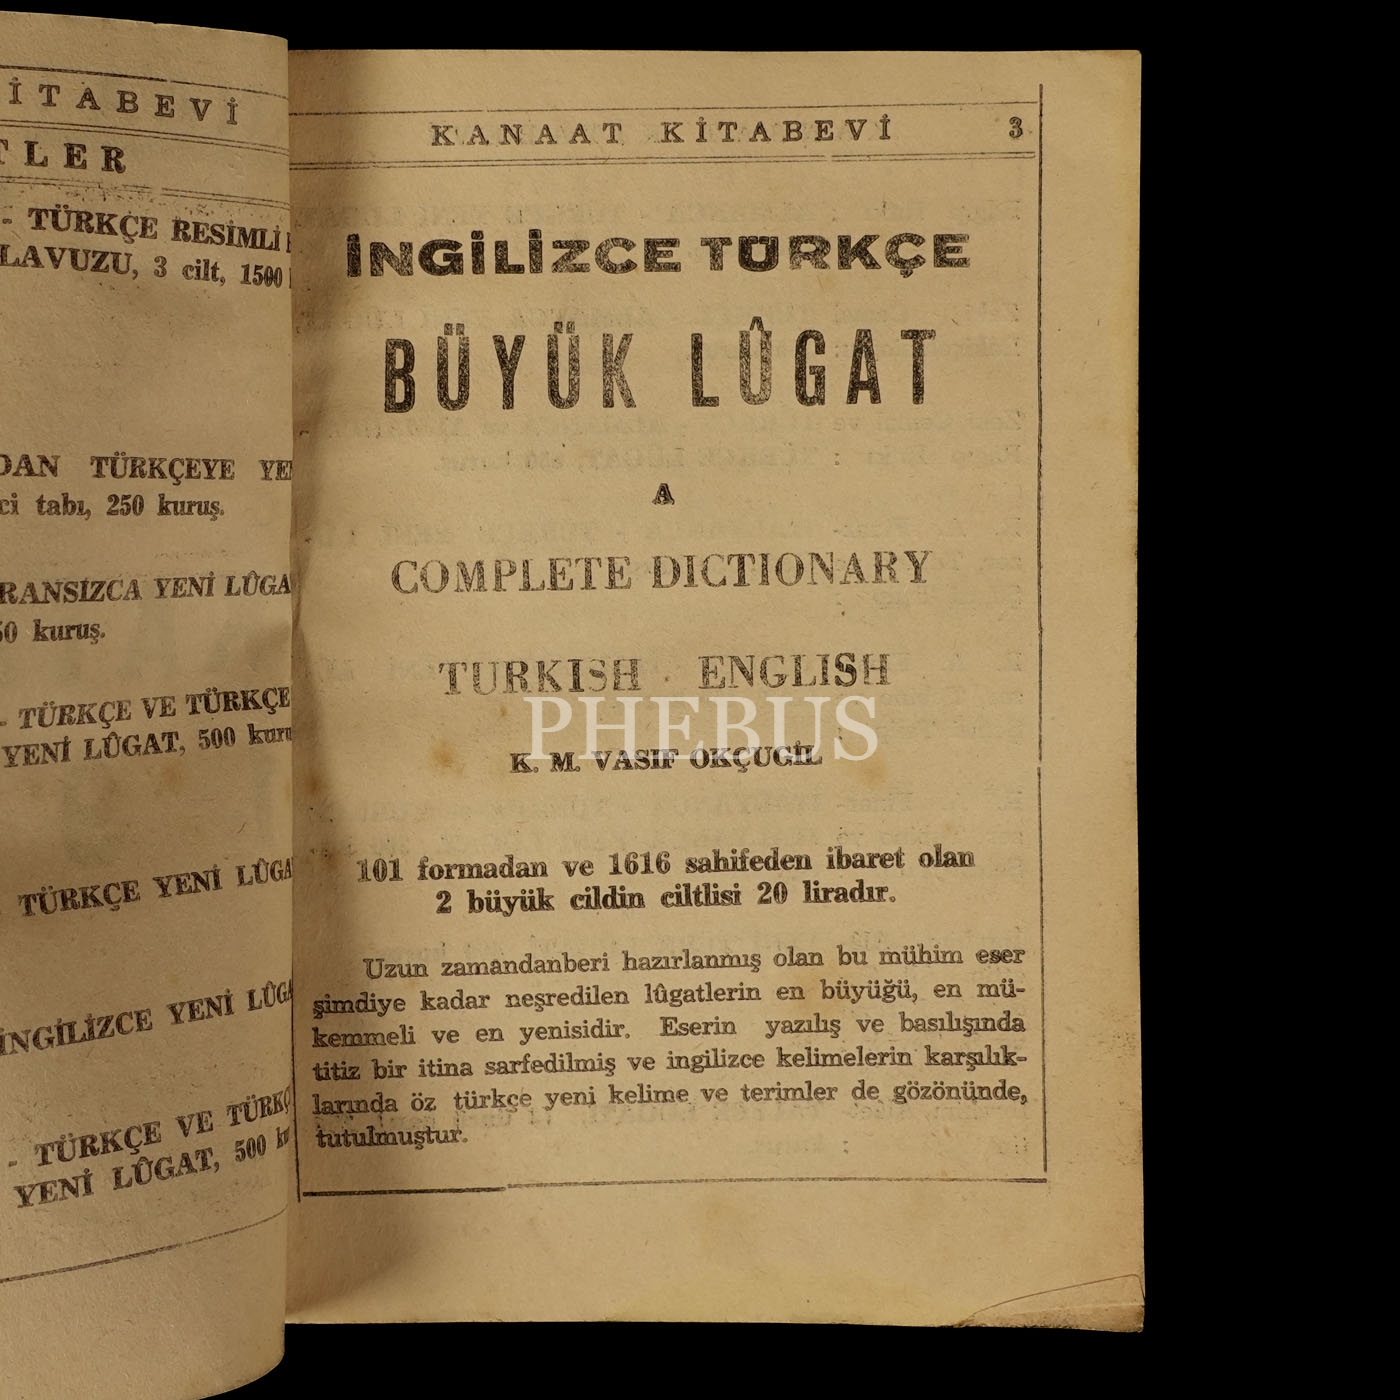 İTABEVİ
TLER
- TÜRKÇE RESİMLİ
LAVUZU, 3 cilt, 1500
DAN TÜRKÇEYE YE
ci tabı, 250 kuruş.
RANSIZCA YENİ LÛGA
50 kuruş.
- TÜRKÇE VE TÜRKÇE
YENİ LÛGAT, 500 kuru
TÜRKÇE YENİ LÛGA
İNGİLİZCE YENİ LÛGA
- TÜRKÇE VE TÜRKÇ
YENİ LÛGAT, 500 ku
KANAAT KİTABEVİ 3
İNGİLİZCE TÜRKÇE
BÜYÜK LÛGAT
A
COMPLETE DICTIONARY
TURKISH ENGLISH
PHEBUS
K. M. VASIF OKÇUGİL
101 formadan ve 1616 sahifeden ibaret olan
2 büyük cildin ciltlisi 20 liradır.
Uzun zamandanberi hazırlanmış olan bu mühim eser
şimdiye kadar neşredilen lûgatlerin en büyüğü, en mü-
kemmeli ve en yenisidir. Eserin yazılış ve basılışında
titiz bir itina sarfedilmiş ve ingilizce kelimelerin karşılık-
larında öz türkçe yeni kelime ve terimler de gözönünde,
tutulmuştur.